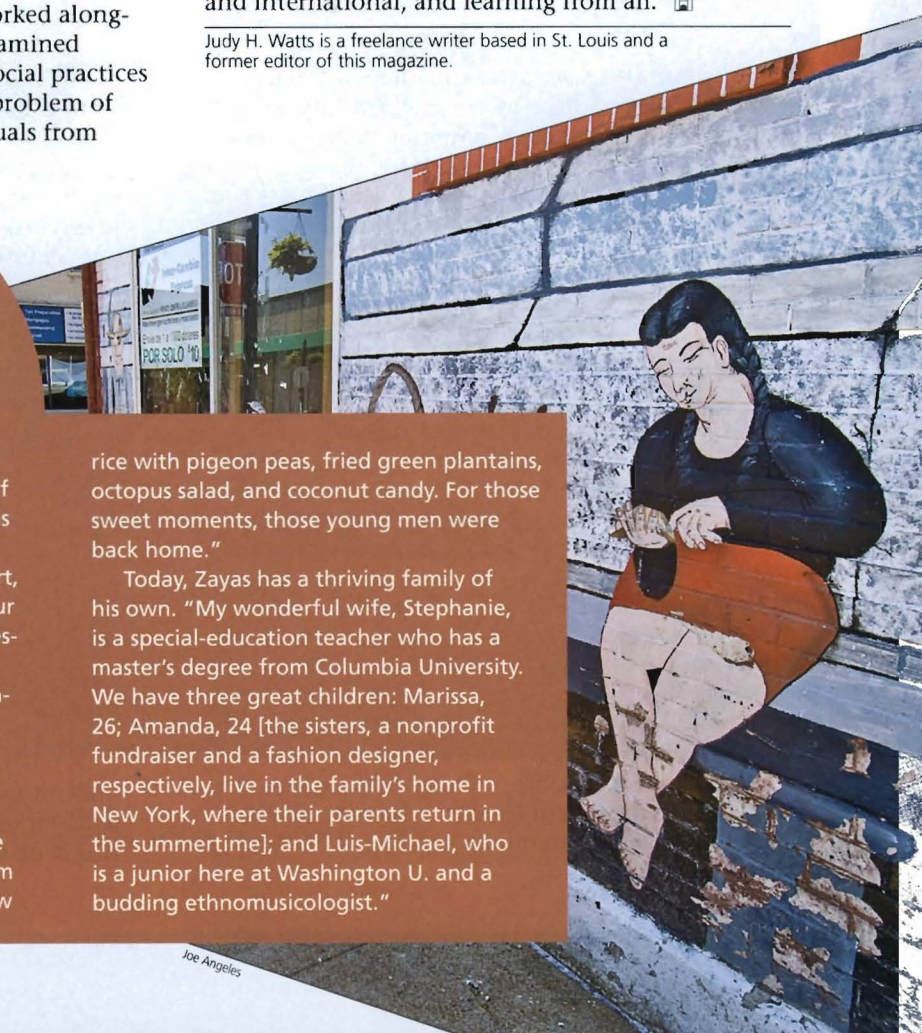 and international, and learning from all."
Judy H. Watts is a freelance writer based in St. Louis and a
former editor of this magazine.
orked along-
amined
ocial practices
problem of
uals from
POR SOLO $10
f
s
rt,
ur
s-
-
e
m
w
rice with pigeon peas, fried green plantains,
octopus salad, and coconut candy. For those
sweet moments, those young men were
back home.”
Today, Zayas has a thriving family of
his own. “My wonderful wife, Stephanie,
is a special-education teacher who has a
master’s degree from Columbia University.
We have three great children: Marissa,
26; Amanda, 24 [the sisters, a nonprofit
fundraiser and a fashion designer,
respectively, live in the family’s home in
New York, where their parents return in
the summertime]; and Luis-Michael, who
is a junior here at Washington U. and a
budding ethnomusicologist.”
Joe Angeles